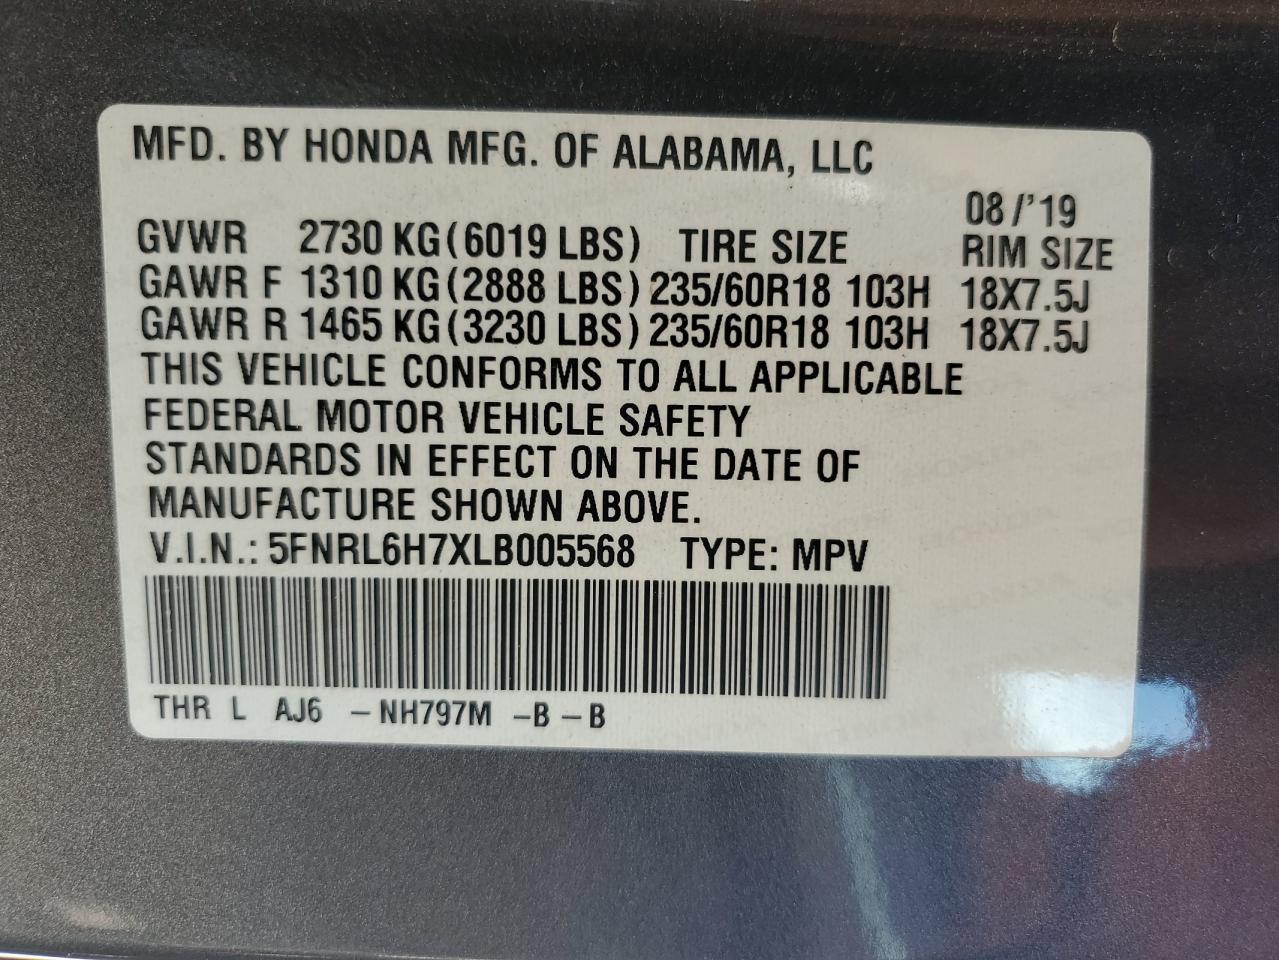 MFD. BY HONDA MFG. OF ALABAMA, LLC
08/'19
GVWR 2730 KG(6019 LBS) TIRE SIZE RIM SIZE
GAWR F 1310 KG(2888 LBS) 235/60R18 103H 18X7.5J
GAWR R 1465 KG(3230 LBS) 235/60R18 103H 18X7.5J
THIS VEHICLE CONFORMS TO ALL APPLICABLE
FEDERAL MOTOR VEHICLE SAFETY
STANDARDS IN EFFECT ON THE DATE OF
MANUFACTURE SHOWN ABOVE.
V.I.N.: 5FNRL6H7XLB005568 TYPE: MPV
THR L AJ6 -NH797M -B-B